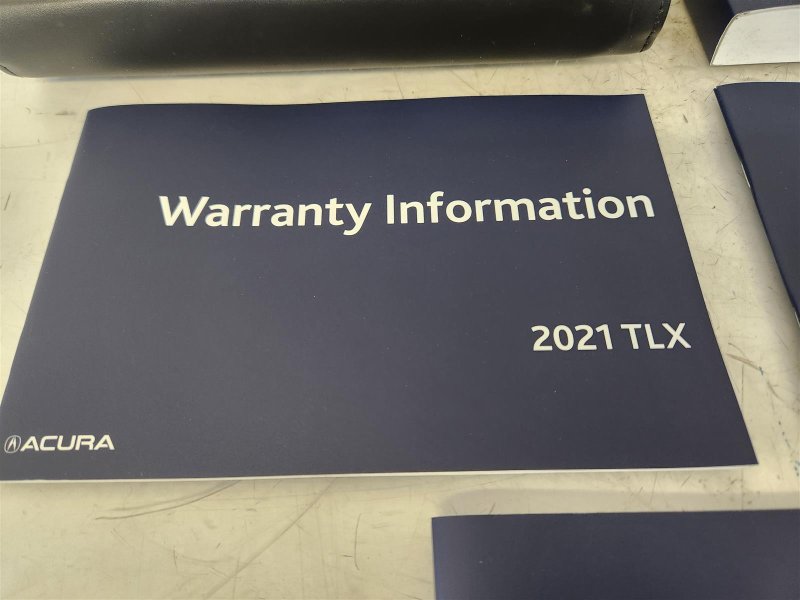 Warranty Information
2021 TLX
ACURA